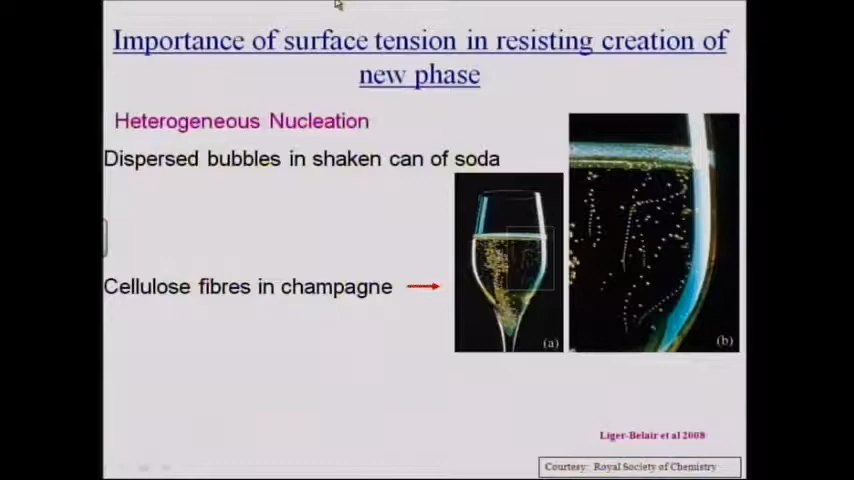 Importance of surface tension in resisting creation of
new phase
Heterogeneous Nucleation
Dispersed bubbles in shaken can of soda
Cellulose fibres in champagne
(a)
(b)
Liger-Belair et al 2008
Courtesy: Royal Society of Chemistry